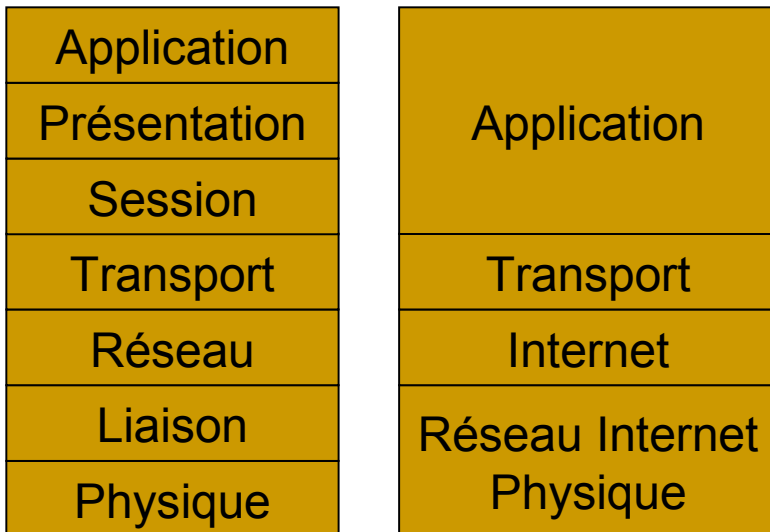 Application
Présentation
Session
Transport
Réseau
Liaison
Physique
Application
Transport
Internet
Réseau Internet
Physique